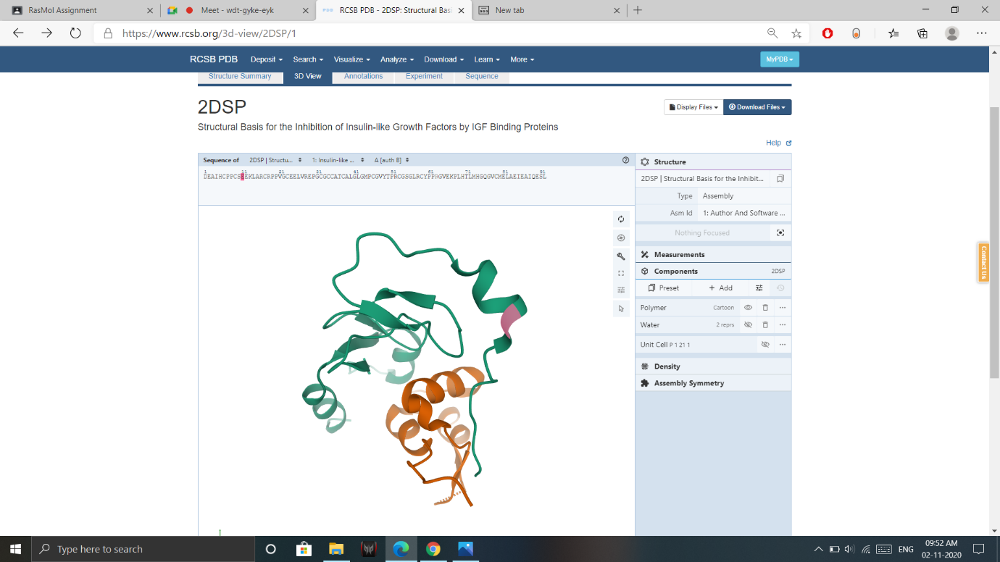 RasMol Assignment
Meet - wdt-gyke-eyk
RCSB PDB - 2DSP: Structural Basi
New tab
https://www.rcsb.org/3d-view/2DSP/1
RCSB PDB Deposit Search Visualize Analyze Download Learn More MyPDB
Structure Summary 3D View Annotations Experiment Sequence
2DSP
Display Files Download Files
Structural Basis for the Inhibition of Insulin-like Growth Factors by IGF Binding Proteins
Help
Sequence of 2DSP | Structu... 1: Insulin-like ... A [auth B]
1 11 21 31 41 51 61 71 81 91
Structure
2DSP | Structural Basis for the Inhibit...
Type Assembly
Asm Id 1: Author And Software ...
Nothing Focused
Measurements
Components 2DSP
Preset Add
Polymer Cartoon
Water 2 reprs
Unit Cell P 1 21 1
Density
Assembly Symmetry
Contact Us
Type here to search
ENG
09:52 AM
02-11-2020